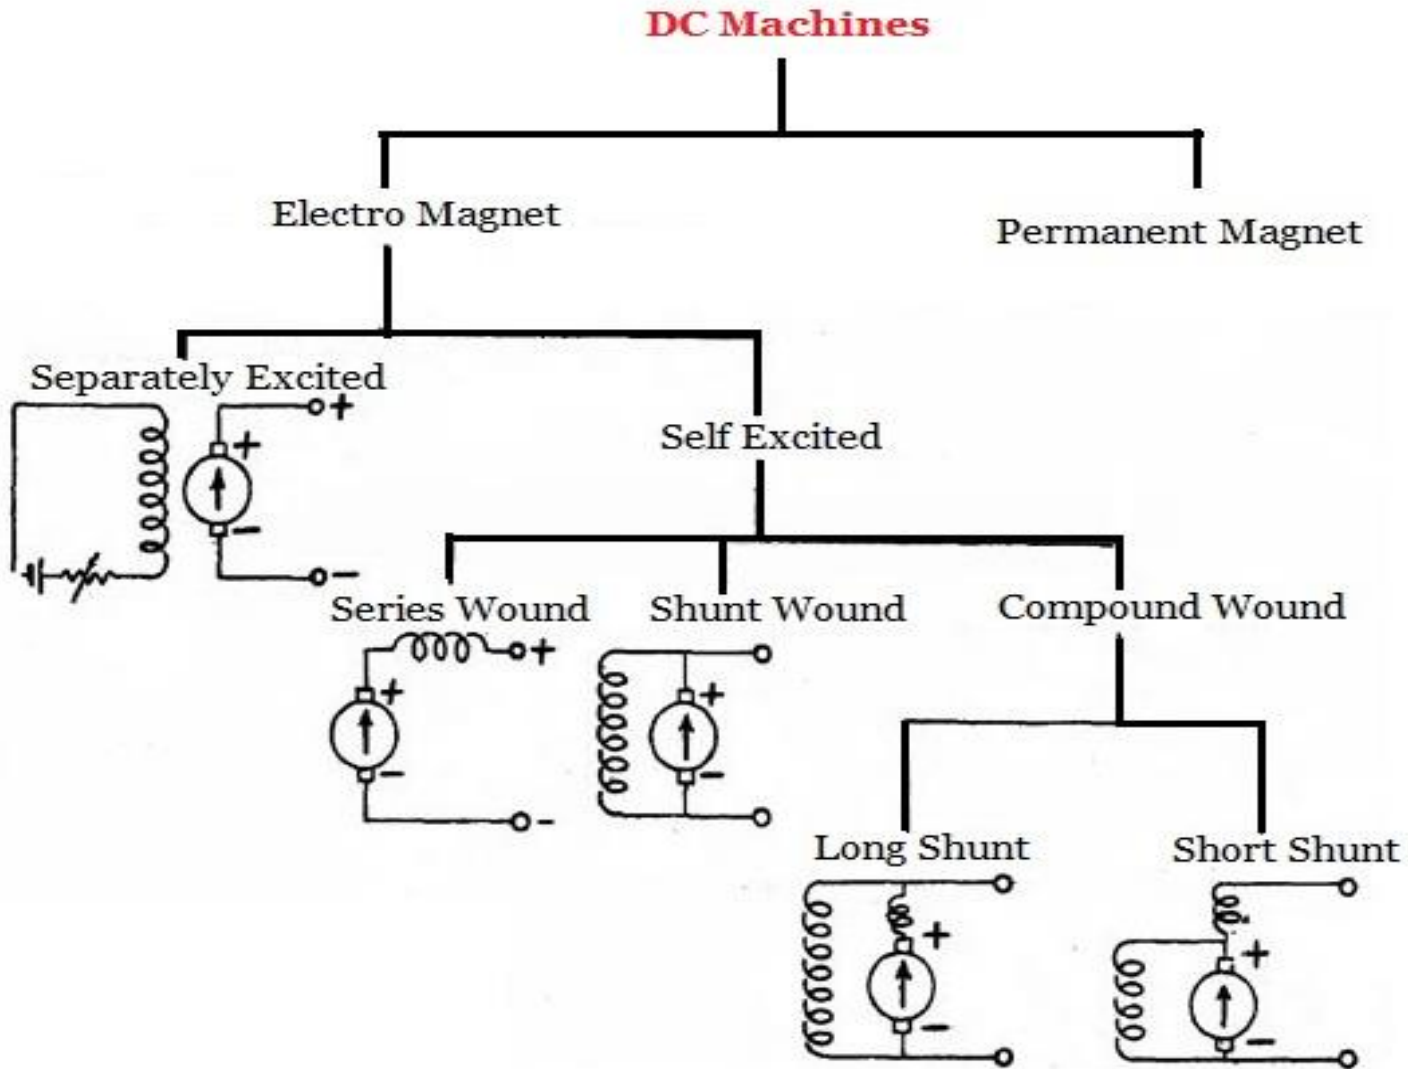 DC Machines
Electro Magnet
Permanent Magnet
Separately Excited
+
+
−
−
Self Excited
Series Wound
Shunt Wound
Compound Wound
+
+
−
-
+
−
Long Shunt
Short Shunt
+
−
+
−